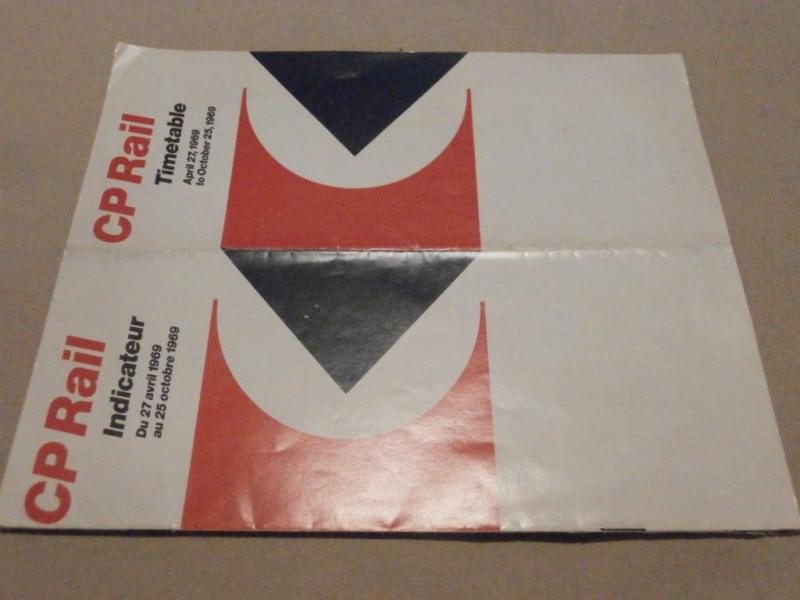 CP Rail
Timetable
April 27, 1969
to October 25, 1969
CP Rail
Indicateur
Du 27 avril 1969
au 25 octobre 1969